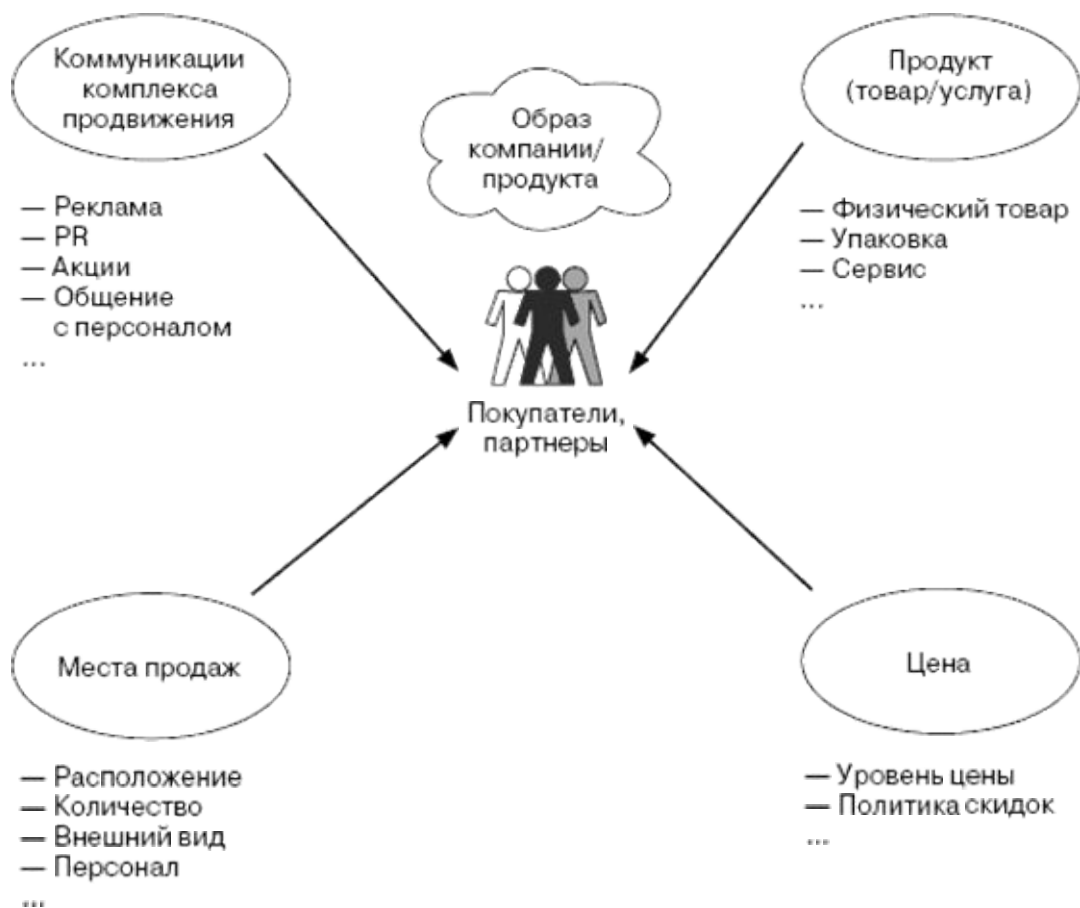 Коммуникации
комплекса
продвижения
— Реклама
— PR
— Акции
— Общение
с персоналом
...
Образ
компании/
продукта
Продукт
(товар/услуга)
— Физический товар
— Упаковка
— Сервис
...
Покупатели,
партнеры
Места продаж
— Расположение
— Количество
— Внешний вид
— Персонал
...
Цена
— Уровень цены
— Политика скидок
...